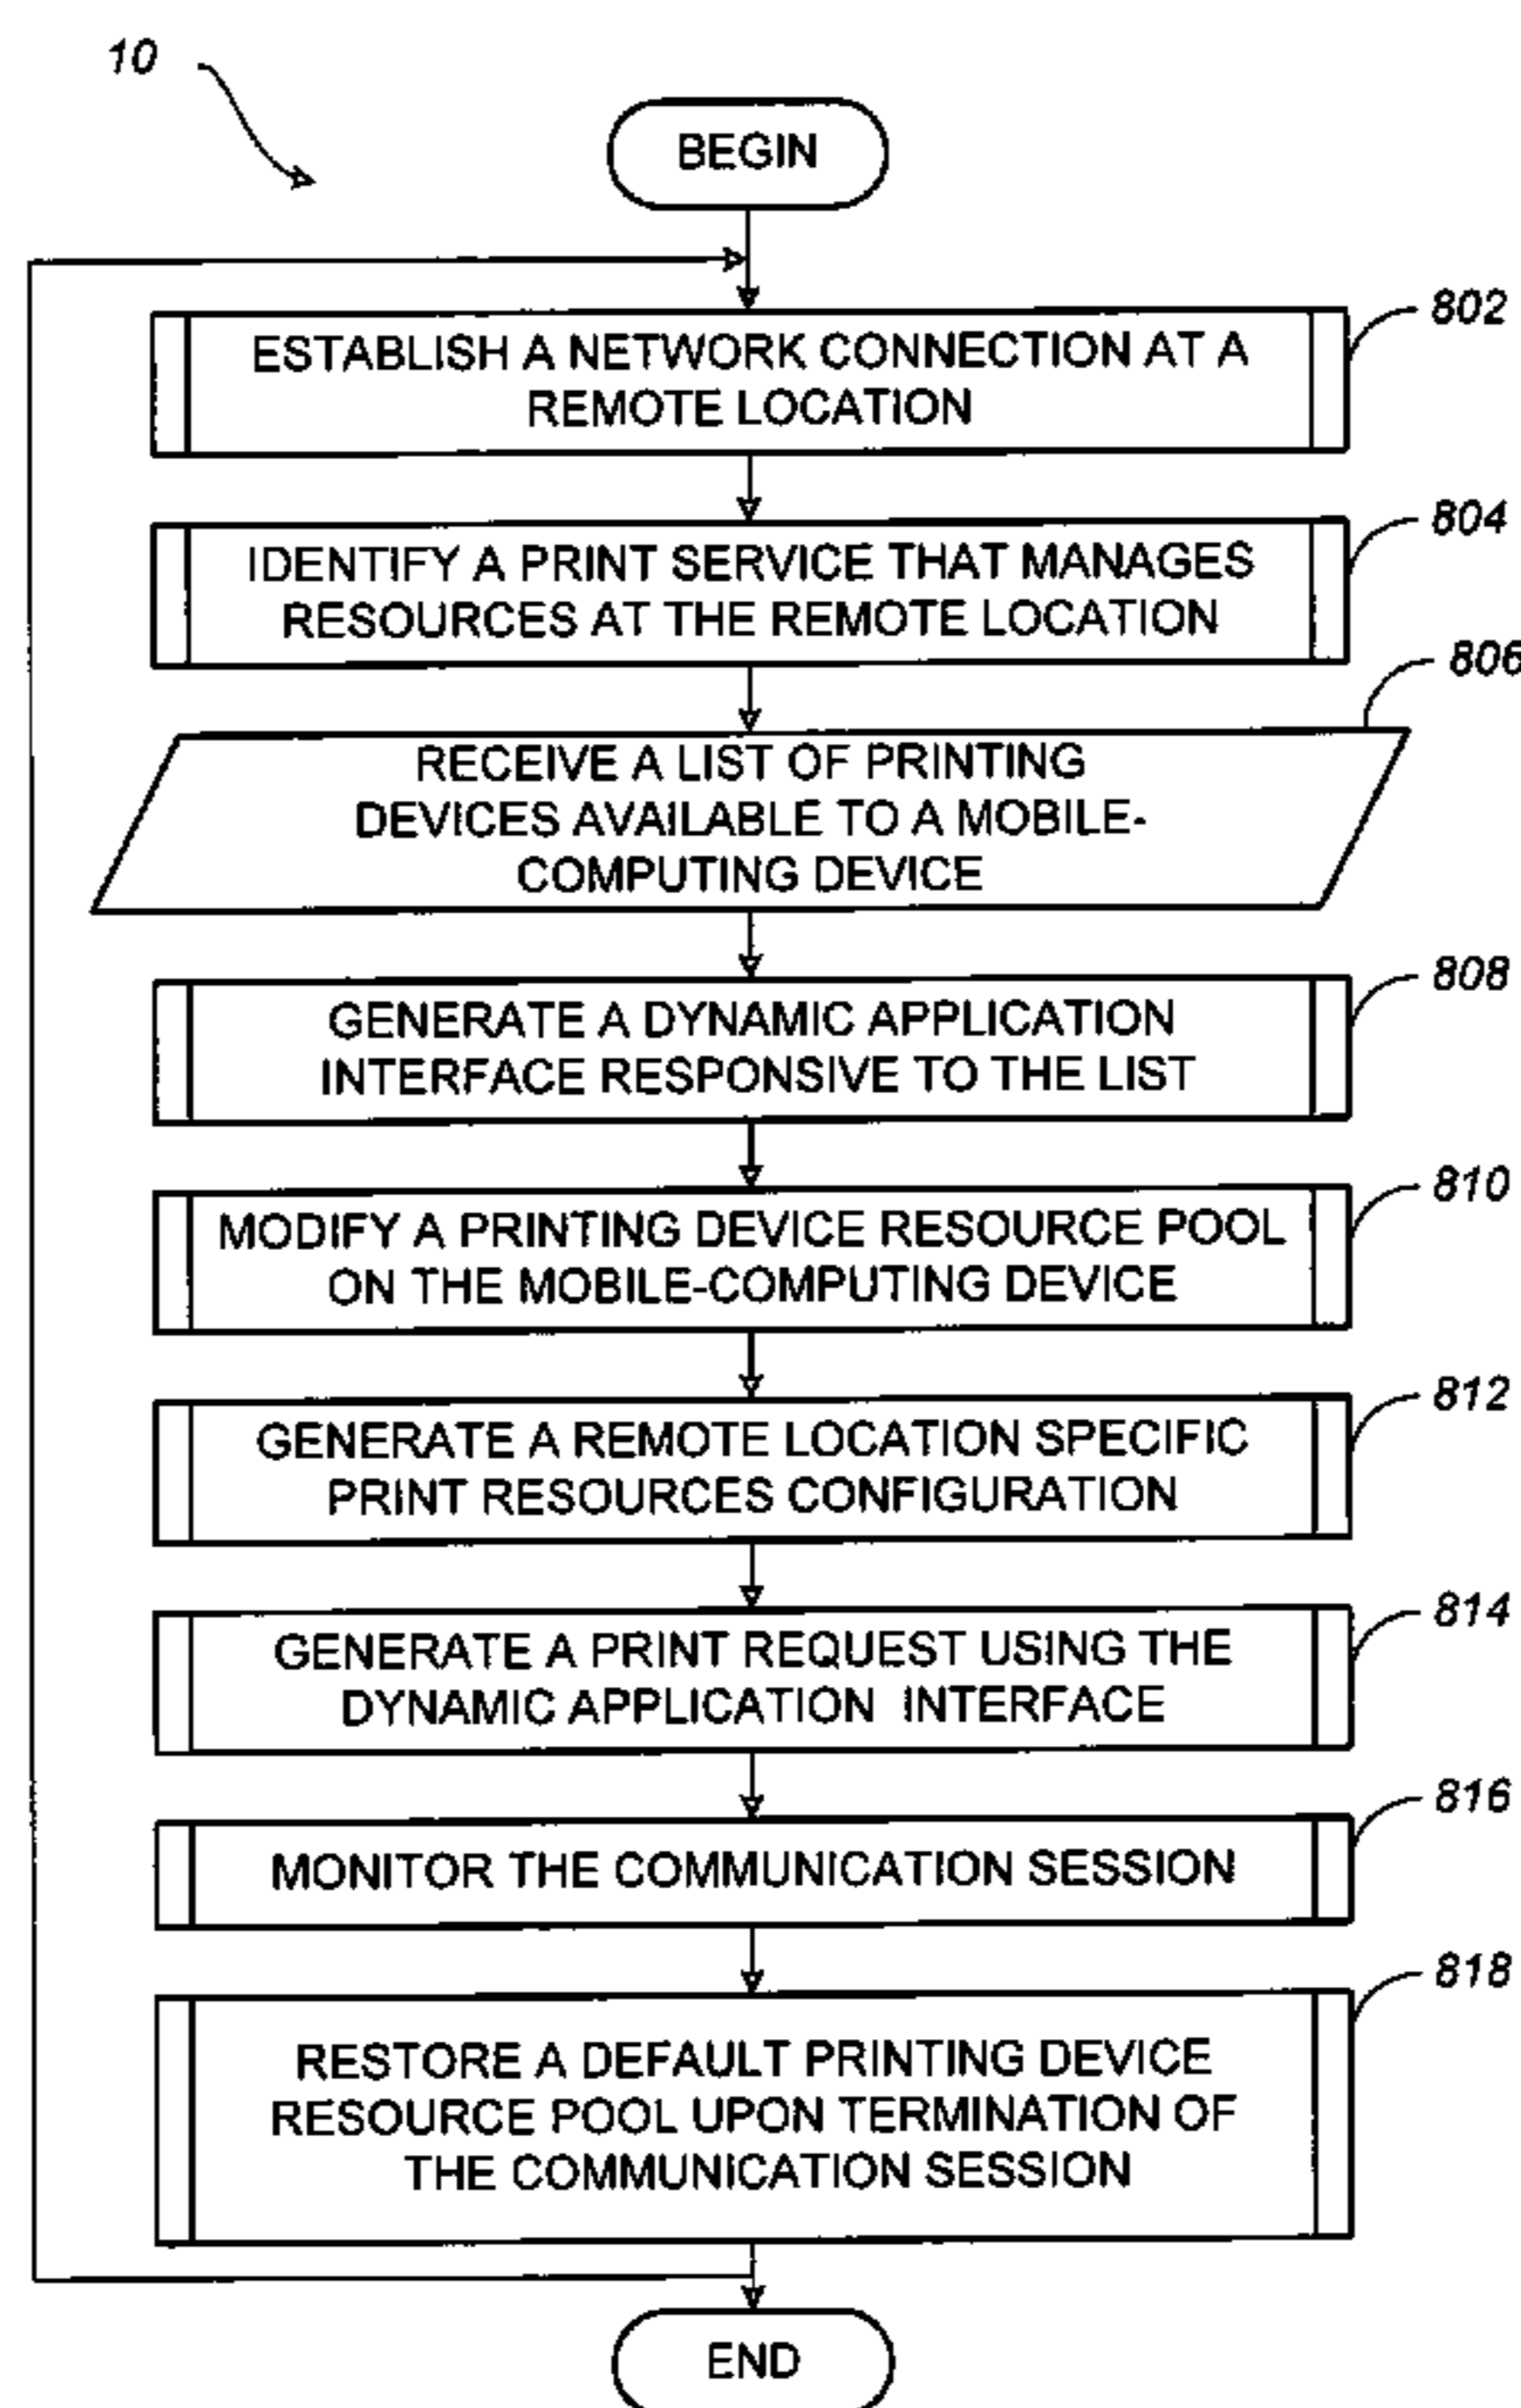 10
BEGIN
802
ESTABLISH A NETWORK CONNECTION AT A
REMOTE LOCATION
804
IDENTIFY A PRINT SERVICE THAT MANAGES
RESOURCES AT THE REMOTE LOCATION
806
RECEIVE A LIST OF PRINTING
DEVICES AVAILABLE TO A MOBILE-
COMPUTING DEVICE
808
GENERATE A DYNAMIC APPLICATION
INTERFACE RESPONSIVE TO THE LIST
810
MODIFY A PRINTING DEVICE RESOURCE POOL
ON THE MOBILE-COMPUTING DEVICE
812
GENERATE A REMOTE LOCATION SPECIFIC
PRINT RESOURCES CONFIGURATION
814
GENERATE A PRINT REQUEST USING THE
DYNAMIC APPLICATION INTERFACE
816
MONITOR THE COMMUNICATION SESSION
818
RESTORE A DEFAULT PRINTING DEVICE
RESOURCE POOL UPON TERMINATION OF
THE COMMUNICATION SESSION
END